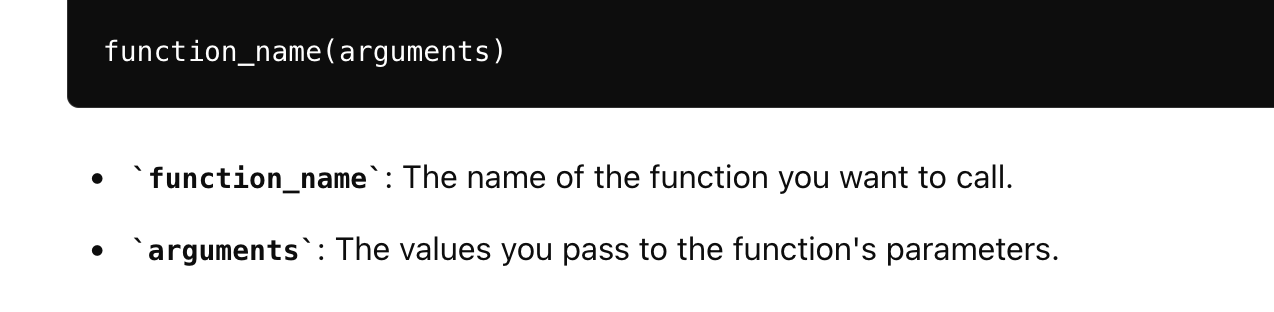 function_name(arguments)
• `function_name`: The name of the function you want to call.
• `arguments`: The values you pass to the function's parameters.